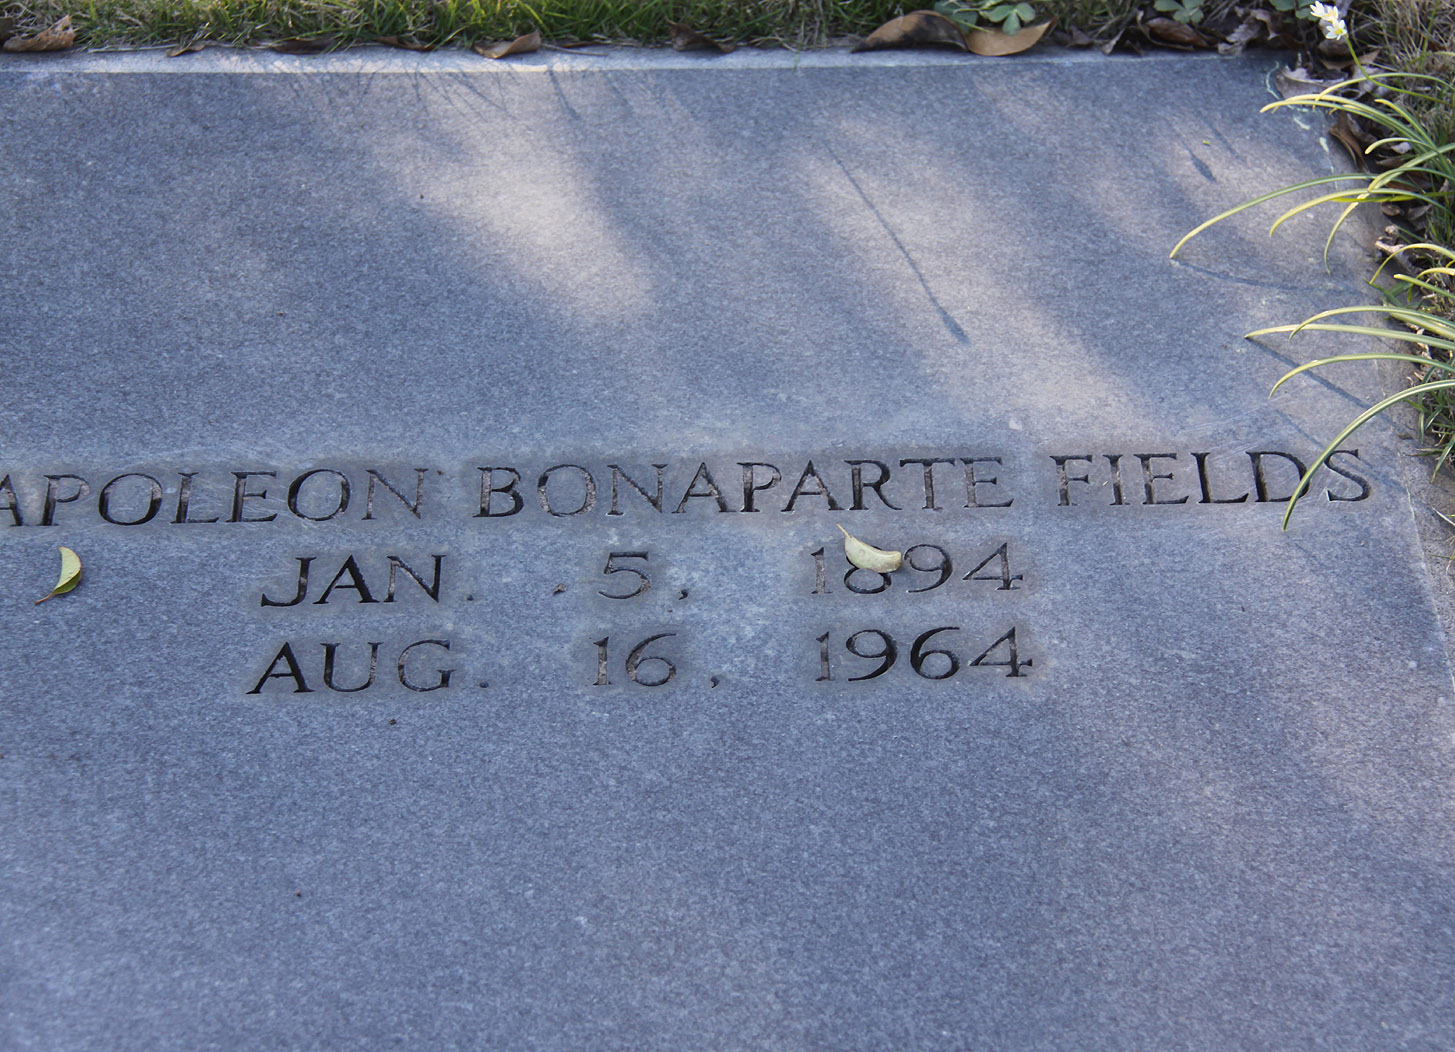 APOLEON BONAPARTE FIELDS
JAN. 5, 1894
AUG. 16, 1964